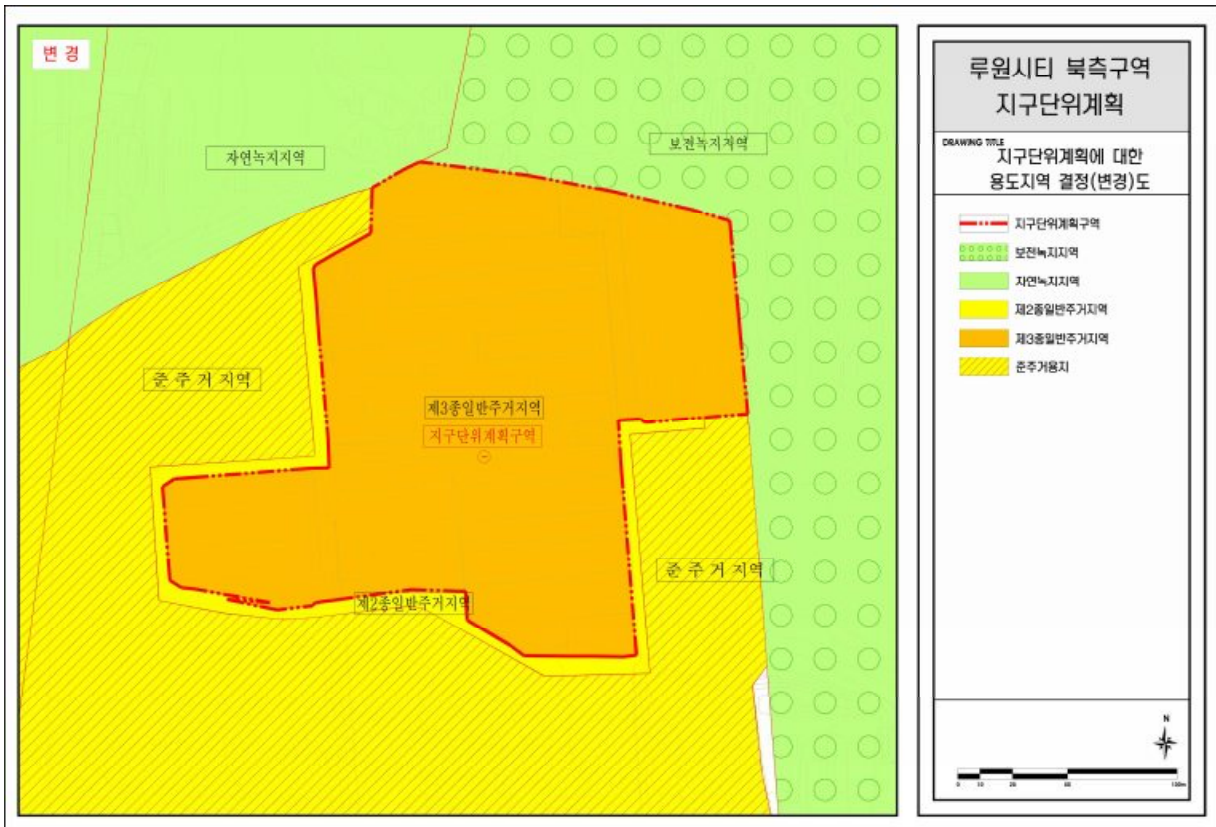 변 경
자연녹지지역
보전녹지지역
준 주 거 지 역
제3종일반주거지역
지구단위계획구역
준 주 거 지 역
제2종일반주거지역
루원시티 북측구역
지구단위계획
DRAWING TITLE
지구단위계획에 대한
용도지역 결정(변경)도
지구단위계획구역
보전녹지지역
자연녹지지역
제2종일반주거지역
제3종일반주거지역
준주거용지
N